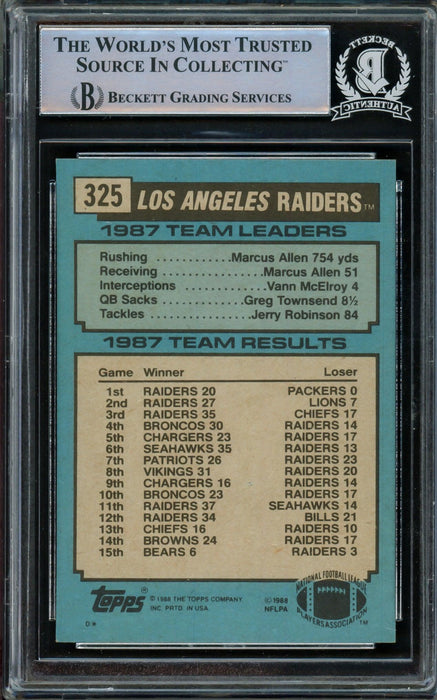 THE WORLD'S MOST TRUSTED
SOURCE IN COLLECTING™
B BECKETT GRADING SERVICES
BECKETT
AUTHENTIC
325 LOS ANGELES RAIDERS™
1987 TEAM LEADERS
Rushing ............Marcus Allen 754 yds
Receiving ................Marcus Allen 51
Interceptions ............Vann McElroy 4
QB Sacks ............Greg Townsend 8½
Tackles ..................Jerry Robinson 84
1987 TEAM RESULTS
Game Winner Loser
1st RAIDERS 20 PACKERS 0
2nd RAIDERS 27 LIONS 7
3rd RAIDERS 35 CHIEFS 17
4th BRONCOS 30 RAIDERS 14
5th CHARGERS 23 RAIDERS 17
6th SEAHAWKS 35 RAIDERS 13
7th PATRIOTS 26 RAIDERS 23
8th VIKINGS 31 RAIDERS 20
9th CHARGERS 16 RAIDERS 14
10th BRONCOS 23 RAIDERS 17
11th RAIDERS 37 SEAHAWKS 14
12th RAIDERS 34 BILLS 21
13th CHIEFS 16 RAIDERS 10
14th BROWNS 24 RAIDERS 17
15th BEARS 6 RAIDERS 3
Topps® © 1988 THE TOPPS COMPANY
INC. PRTD. IN U.S.A.
D*
© 1988
NFLPA
NATIONAL FOOTBALL LEAGUE
PLAYERS ASSOCIATION™